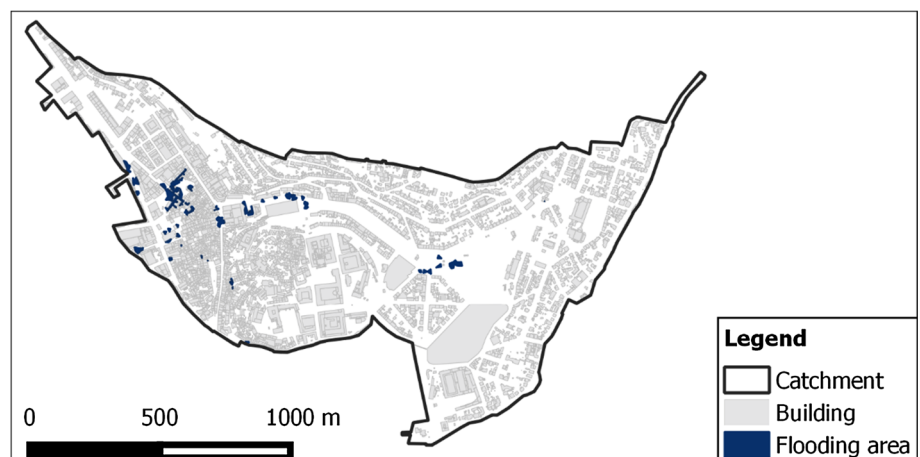 Legend
Catchment
Building
Flooding area
0 500 1000 m